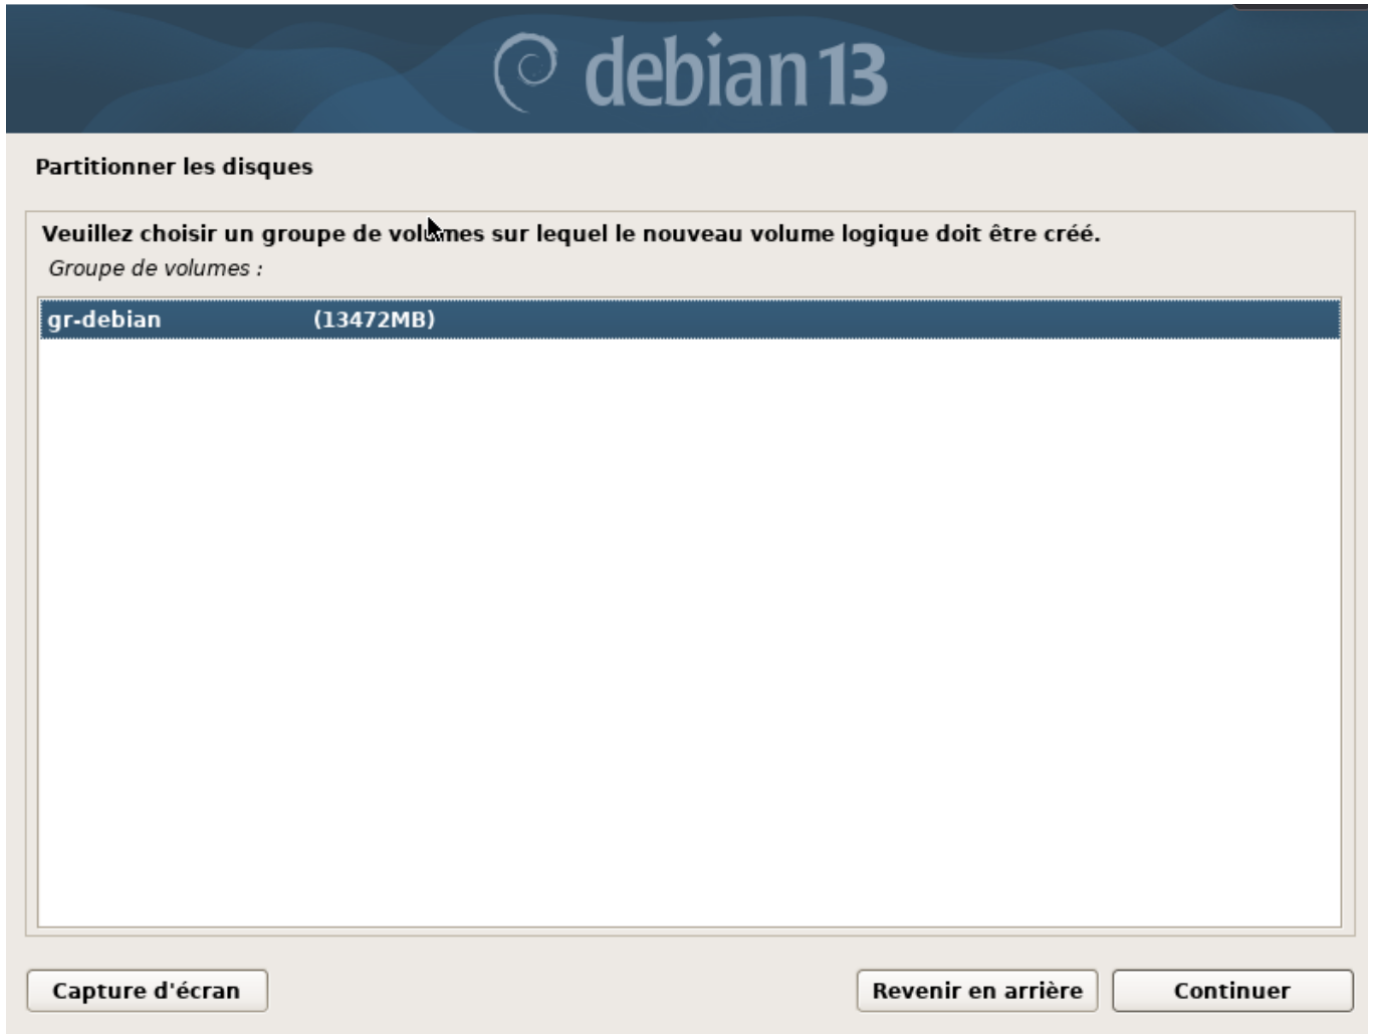 debian 13
Partitionner les disques
Veuillez choisir un groupe de volumes sur lequel le nouveau volume logique doit être créé.
Groupe de volumes :
gr-debian (13472MB)
Capture d'écran Revenir en arrière Continuer